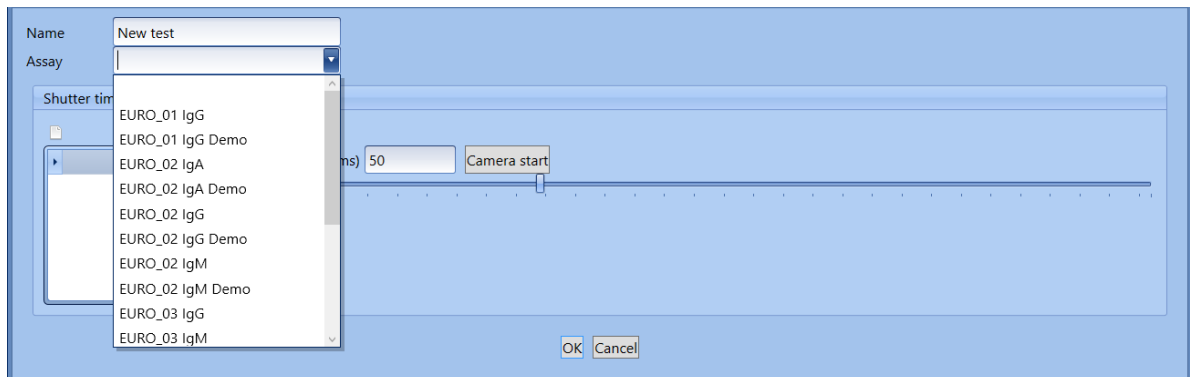 Name New test
Assay
Shutter tim
EURO_01 IgG
EURO_01 IgG Demo
EURO_02 IgA
ms) 50 Camera start
EURO_02 IgA Demo
EURO_02 IgG
EURO_02 IgG Demo
EURO_02 IgM
EURO_02 IgM Demo
EURO_03 IgG
EURO_03 IgM
OK Cancel